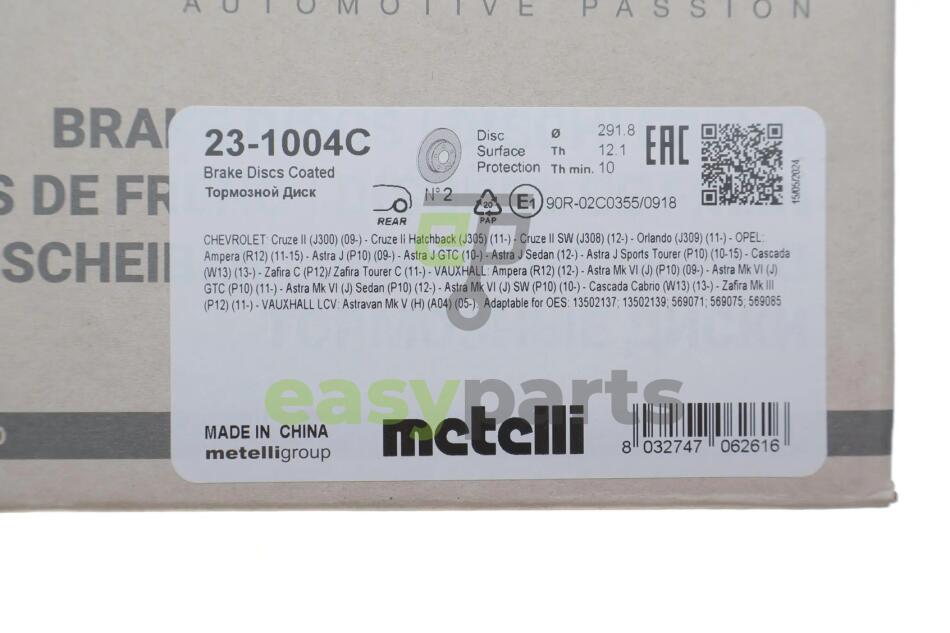 AUTOMOTIVE PASSION
BRA
S DE FR
SCHEI
23-1004C
Brake Discs Coated
Тормозной Диск
REAR
N° 2
20
PAP
Disc Ø 291.8
Surface Th 12.1
Protection Th min. 10
EAC
15/05/2024
E1 90R-02C0355/0918
CHEVROLET: Cruze II (J300) (09-) - Cruze Ii Hatchback (J305) (11-) - Cruze II SW (J308) (12-) - Orlando (J309) (11-) - OPEL:
Ampera (R12) (11-15) - Astra J (P10) (09-) - Astra J GTC (10-) - Astra J Sedan (12-) - Astra J Sports Tourer (P10) (10-15) - Cascada
(W13) (13-) - Zafira C (P12)/ Zafira Tourer C (11-) - VAUXHALL: Ampera (R12) (12-) - Astra Mk VI (J) (P10) (09-) - Astra Mk VI (J)
GTC (P10) (11-) - Astra Mk VI (J) Sedan (P10) (12-) - Astra Mk VI (J) SW (P10) (10-) - Cascada Cabrio (W13) (13-) - Zafira Mk III
(P12) (11-) - VAUXHALL LCV: Astravan Mk V (H) (A04) (05-). Adaptable for OES: 13502137; 13502139; 569071; 569075; 569085
easyparts
MADE IN CHINA
metelligroup
metelli
8 032747 062616